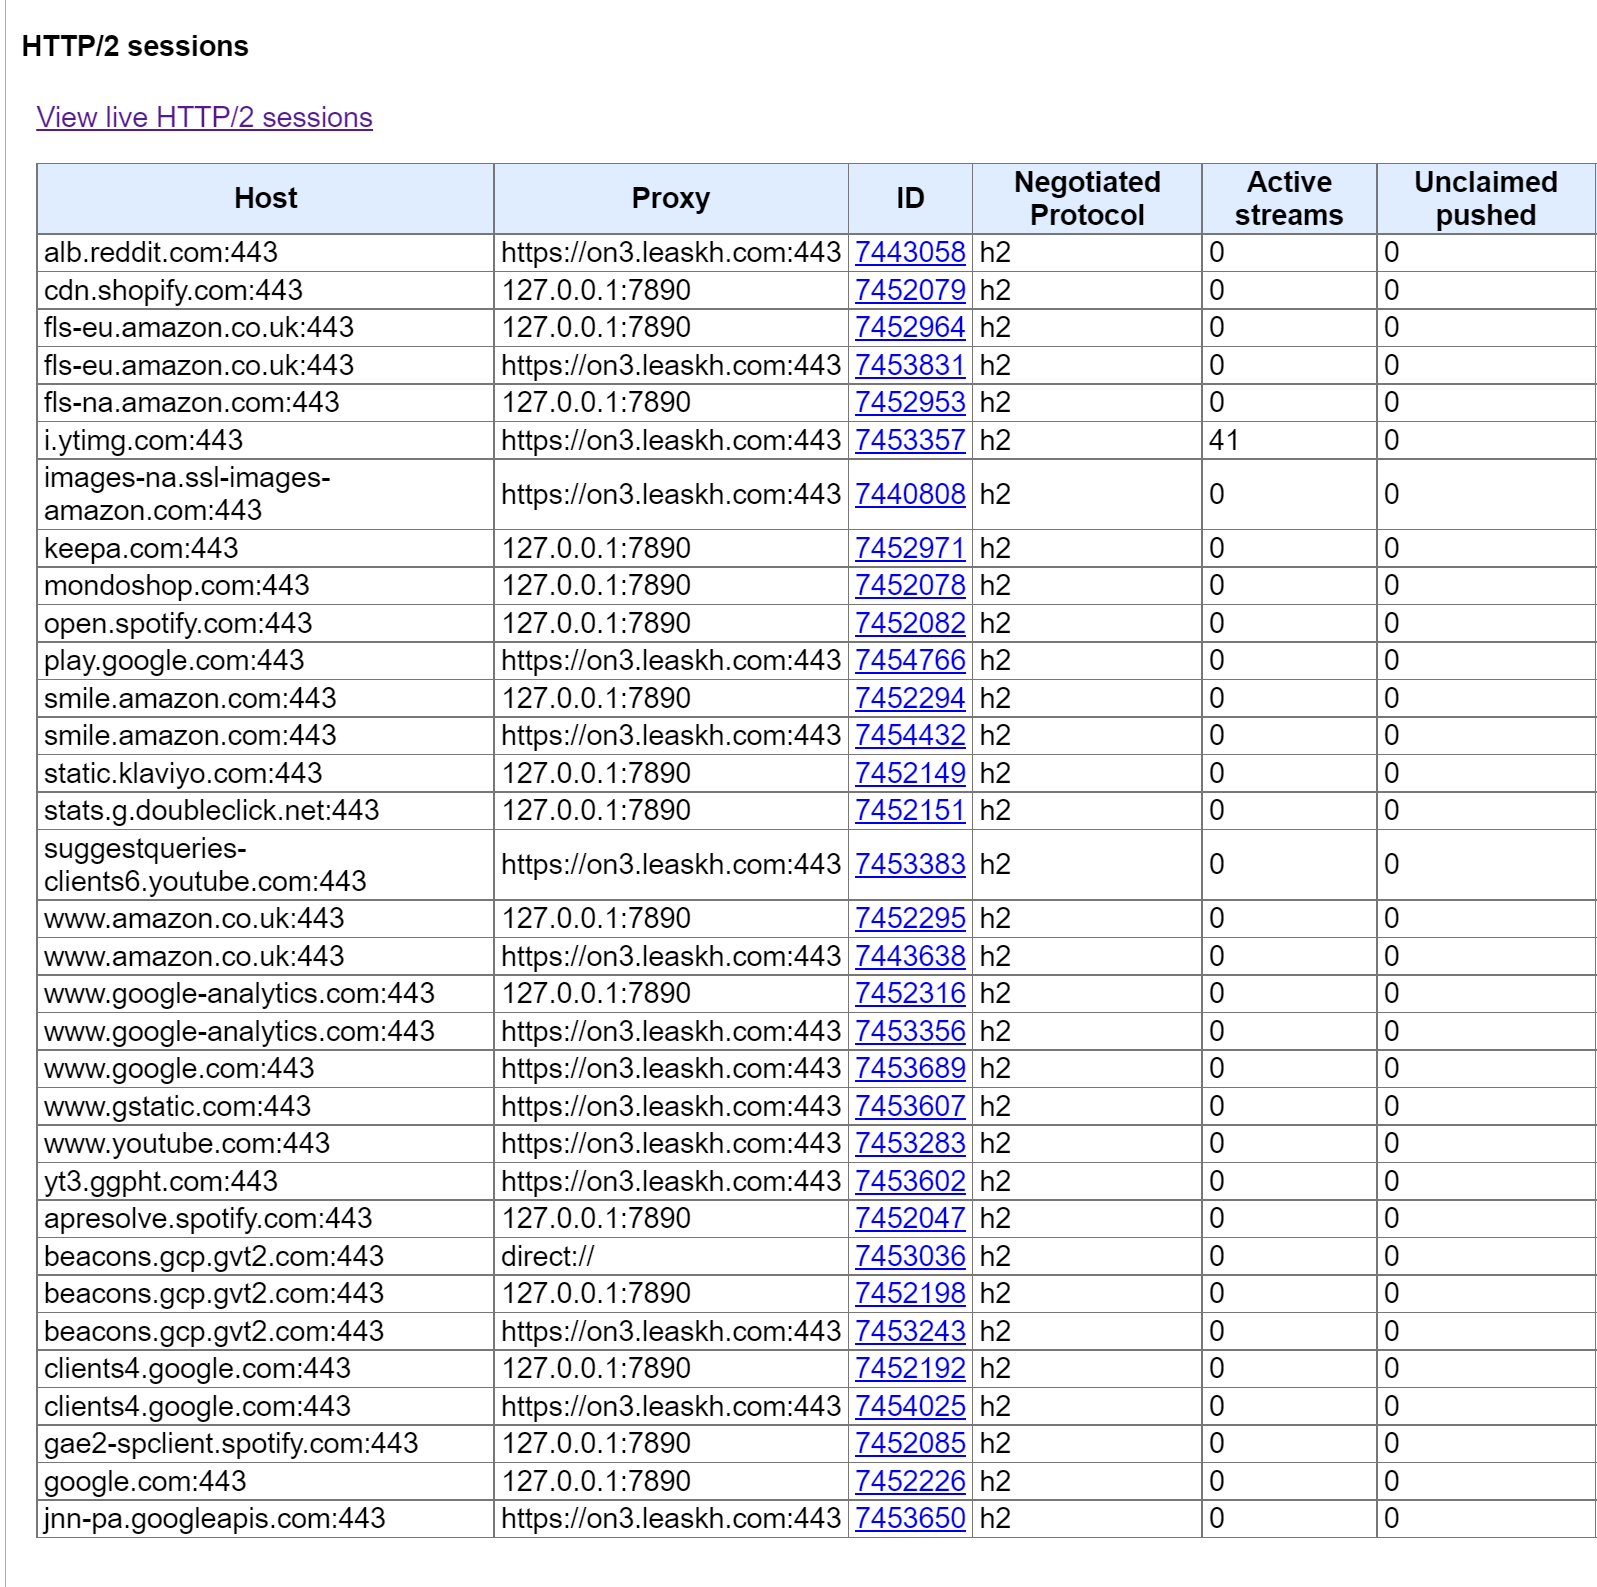 HTTP/2 sessions
View live HTTP/2 sessions
Host Proxy ID Negotiated Protocol Active streams Unclaimed pushed
alb.reddit.com:443 https://on3.leaskh.com:443 7443058 h2 0 0
cdn.shopify.com:443 127.0.0.1:7890 7452079 h2 0 0
fls-eu.amazon.co.uk:443 127.0.0.1:7890 7452964 h2 0 0
fls-eu.amazon.co.uk:443 https://on3.leaskh.com:443 7453831 h2 0 0
fls-na.amazon.com:443 127.0.0.1:7890 7452953 h2 0 0
i.ytimg.com:443 https://on3.leaskh.com:443 7453357 h2 41 0
images-na.ssl-images-
amazon.com:443 https://on3.leaskh.com:443 7440808 h2 0 0
keepa.com:443 127.0.0.1:7890 7452971 h2 0 0
mondoshop.com:443 127.0.0.1:7890 7452078 h2 0 0
open.spotify.com:443 127.0.0.1:7890 7452082 h2 0 0
play.google.com:443 https://on3.leaskh.com:443 7454766 h2 0 0
smile.amazon.com:443 127.0.0.1:7890 7452294 h2 0 0
smile.amazon.com:443 https://on3.leaskh.com:443 7454432 h2 0 0
static.klaviyo.com:443 127.0.0.1:7890 7452149 h2 0 0
stats.g.doubleclick.net:443 127.0.0.1:7890 7452151 h2 0 0
suggestqueries-
clients6.youtube.com:443 https://on3.leaskh.com:443 7453383 h2 0 0
www.amazon.co.uk:443 127.0.0.1:7890 7452295 h2 0 0
www.amazon.co.uk:443 https://on3.leaskh.com:443 7443638 h2 0 0
www.google-analytics.com:443 127.0.0.1:7890 7452316 h2 0 0
www.google-analytics.com:443 https://on3.leaskh.com:443 7453356 h2 0 0
www.google.com:443 https://on3.leaskh.com:443 7453689 h2 0 0
www.gstatic.com:443 https://on3.leaskh.com:443 7453607 h2 0 0
www.youtube.com:443 https://on3.leaskh.com:443 7453283 h2 0 0
yt3.ggpht.com:443 https://on3.leaskh.com:443 7453602 h2 0 0
apresolve.spotify.com:443 127.0.0.1:7890 7452047 h2 0 0
beacons.gcp.gvt2.com:443 direct:// 7453036 h2 0 0
beacons.gcp.gvt2.com:443 127.0.0.1:7890 7452198 h2 0 0
beacons.gcp.gvt2.com:443 https://on3.leaskh.com:443 7453243 h2 0 0
clients4.google.com:443 127.0.0.1:7890 7452192 h2 0 0
clients4.google.com:443 https://on3.leaskh.com:443 7454025 h2 0 0
gae2-spclient.spotify.com:443 127.0.0.1:7890 7452085 h2 0 0
google.com:443 127.0.0.1:7890 7452226 h2 0 0
jnn-pa.googleapis.com:443 https://on3.leaskh.com:443 7453650 h2 0 0